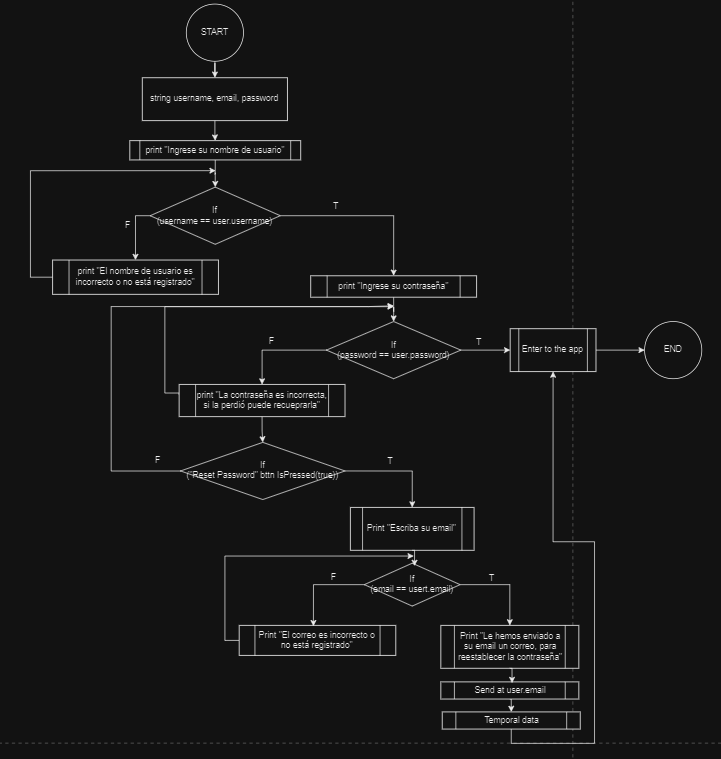 START
string username, email, password
print "Ingrese su nombre de usuario"
If
(username == user.username)
F
T
print "El nombre de usuario es
incorrecto o no está registrado"
print "Ingrese su contraseña"
If
(password == user.password)
F
T
Enter to the app
END
print "La contraseña es incorrecta,
si la perdió puede recueprarla"
If
("Reset Password" bttn IsPressed(true))
F
T
Print "Escriba su email"
If
(email == usert.email)
F
T
Print "El correo es incorrecto o
no está registrado"
Print "Le hemos enviado a
su email un correo, para
reestablecer la contraseña"
Send at user.email
Temporal data